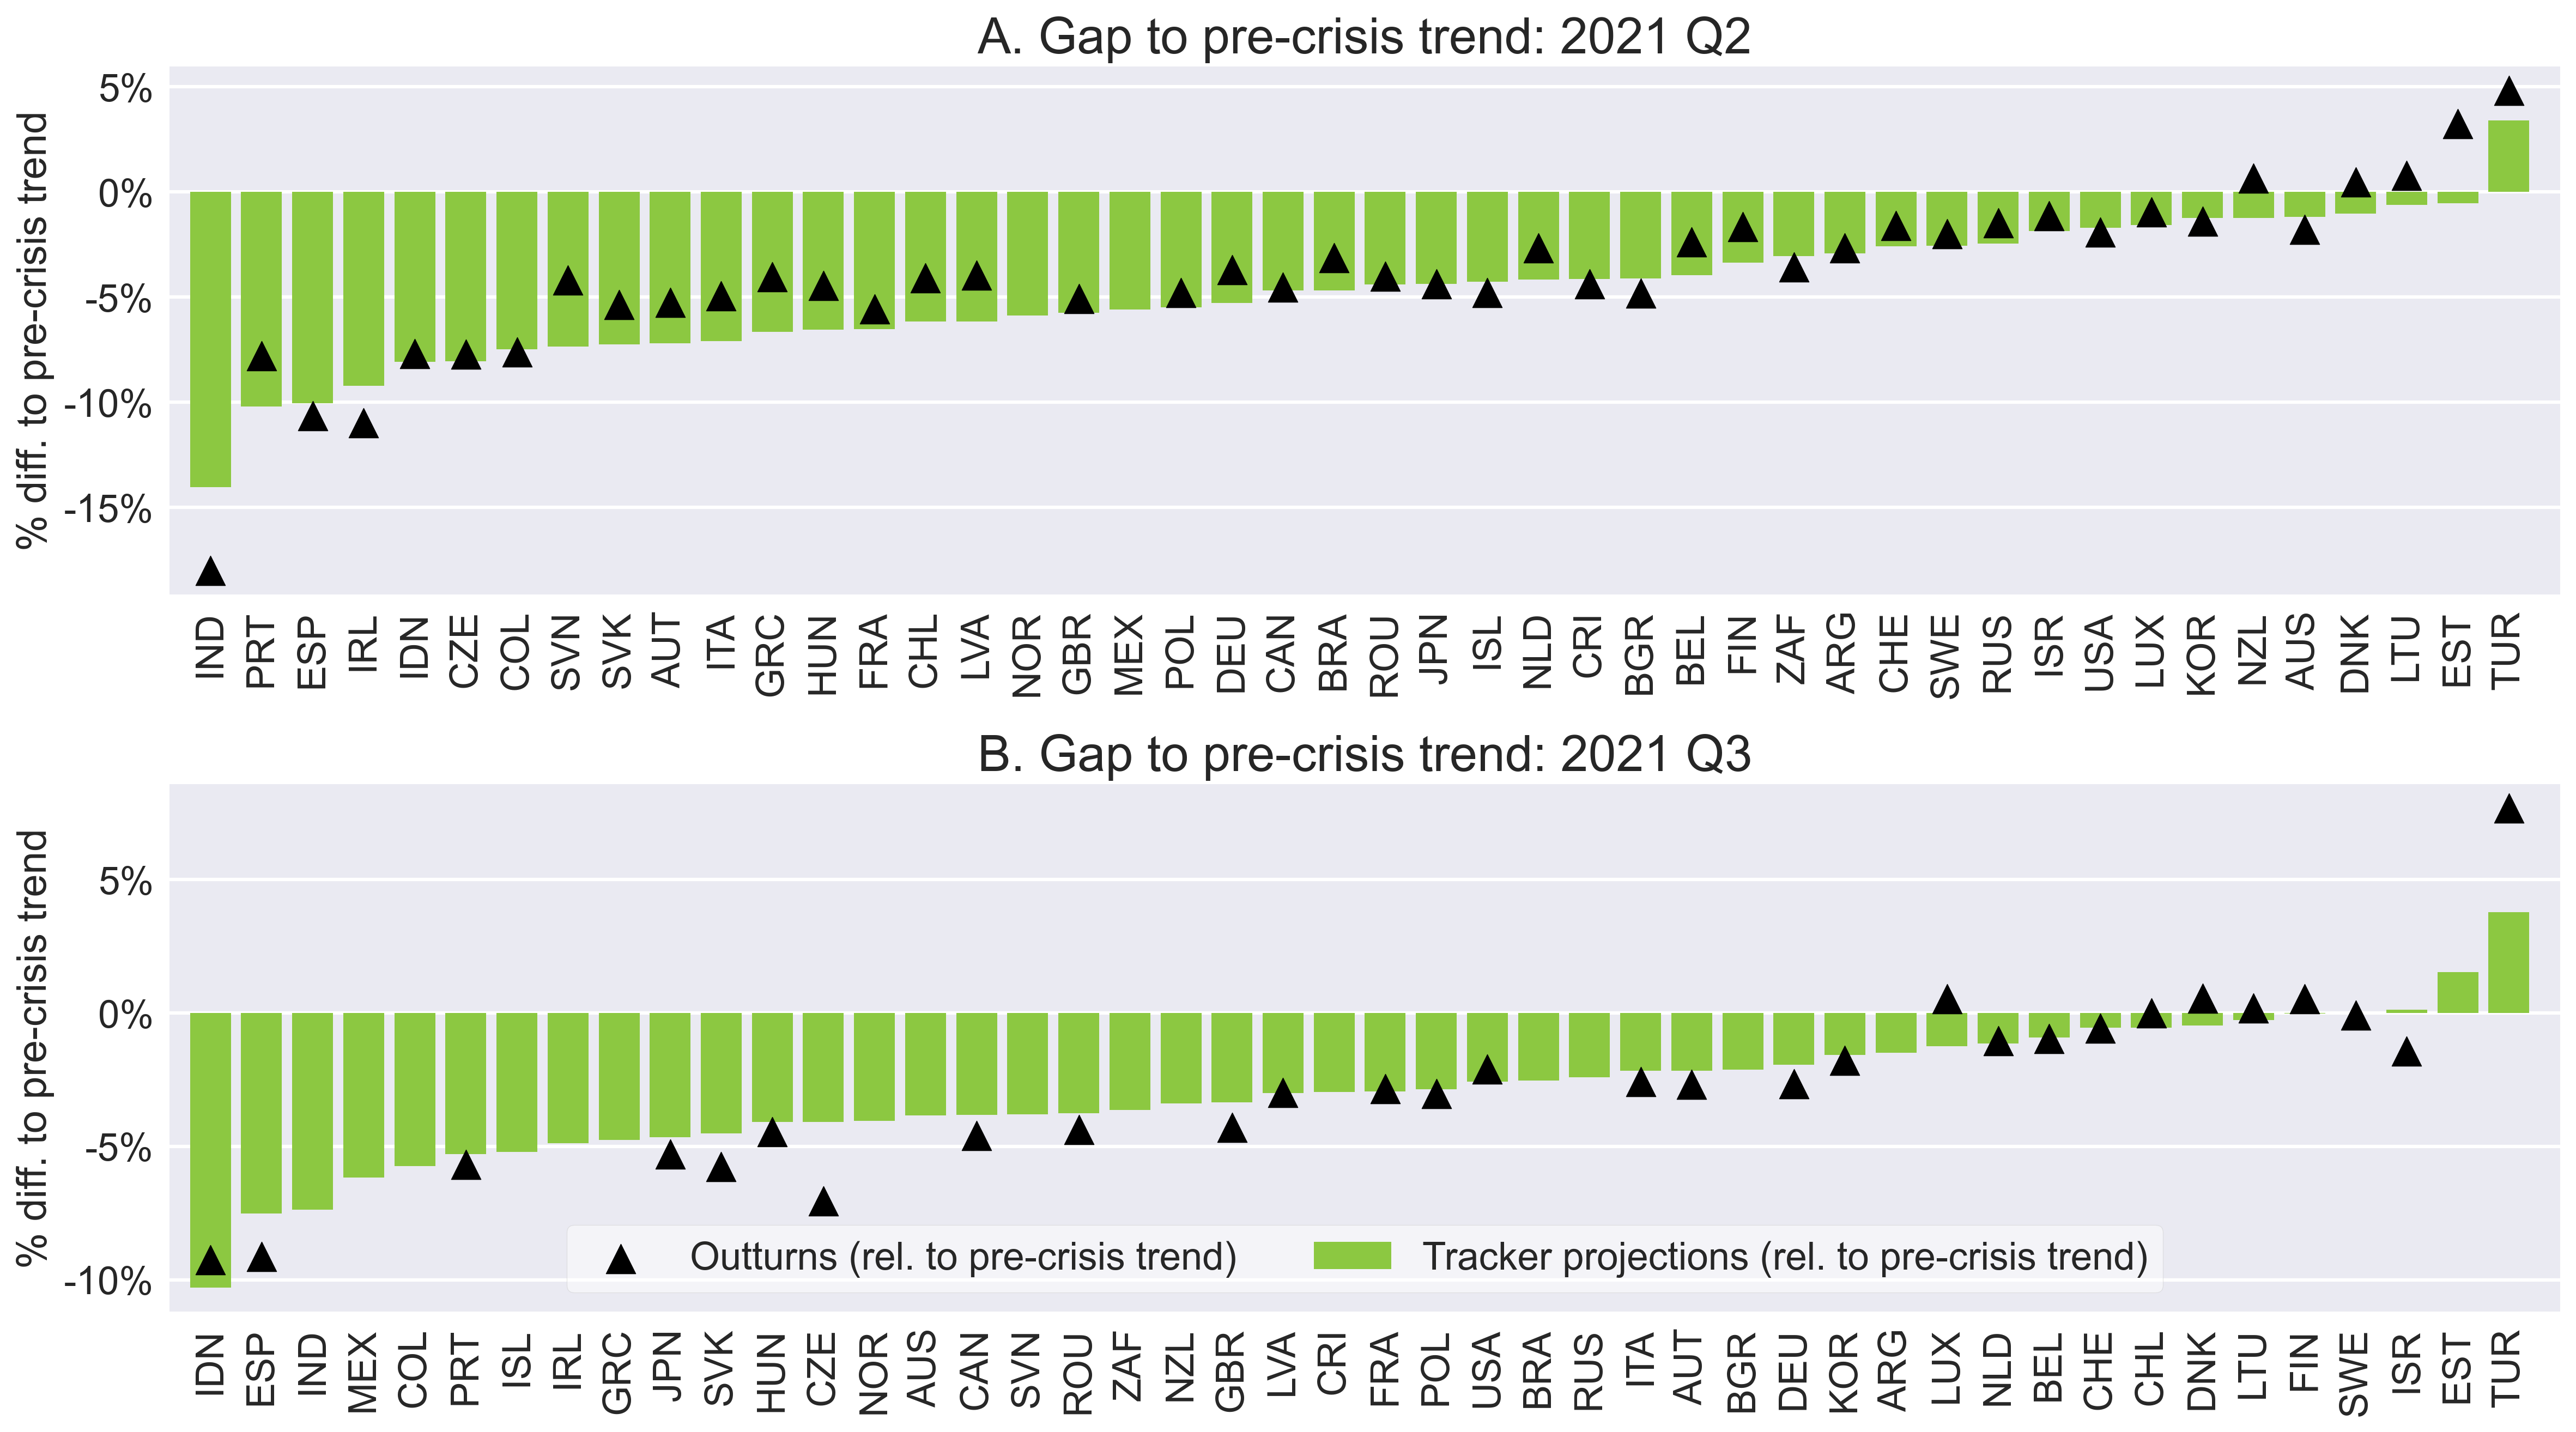 A. Gap to pre-crisis trend: 2021 Q2
% diff. to pre-crisis trend
5%
0%
-5%
-10%
-15%
IND PRT ESP IRL IDN CZE COL SVN SVK AUT ITA GRC HUN FRA CHL LVA NOR GBR MEX POL DEU CAN BRA ROU JPN ISL NLD CRI BGR BEL FIN ZAF ARG CHE SWE RUS ISR USA LUX KOR NZL AUS DNK LTU EST TUR
B. Gap to pre-crisis trend: 2021 Q3
% diff. to pre-crisis trend
5%
0%
-5%
-10%
Outturns (rel. to pre-crisis trend) Tracker projections (rel. to pre-crisis trend)
IDN ESP IND MEX COL PRT ISL IRL GRC JPN SVK HUN CZE NOR AUS CAN SVN ROU ZAF NZL GBR LVA CRI FRA POL USA BRA RUS ITA AUT BGR DEU KOR ARG LUX NLD BEL CHE CHL DNK LTU FIN SWE ISR EST TUR